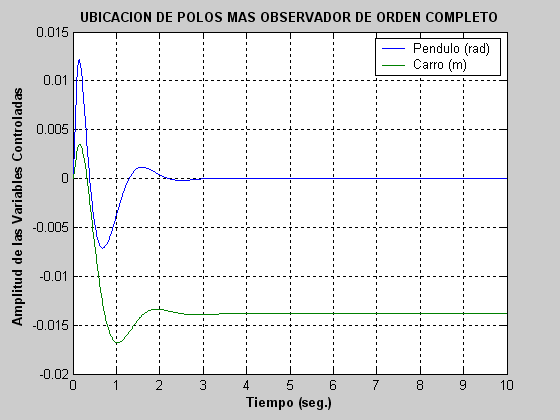 UBICACION DE POLOS MAS OBSERVADOR DE ORDEN COMPLETO
Pendulo (rad)
Carro (m)
Amplitud de las Variables Controladas
0.015
0.01
0.005
0
-0.005
-0.01
-0.015
-0.02
0 1 2 3 4 5 6 7 8 9 10
Tiempo (seg.)